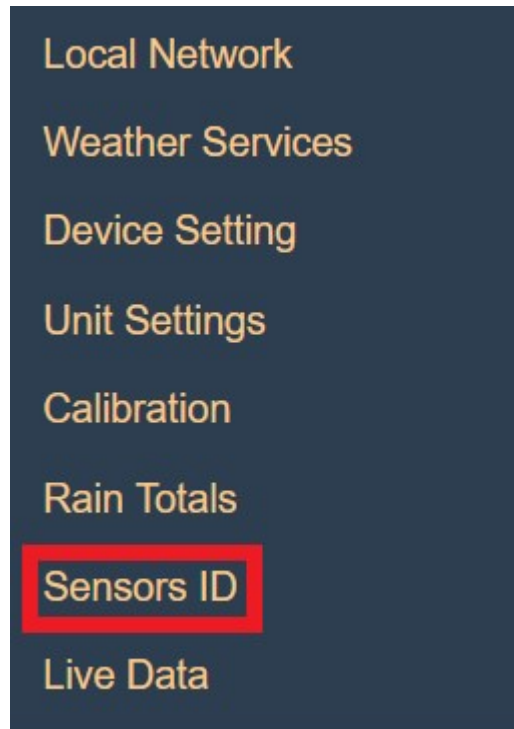 Local Network
Weather Services
Device Setting
Unit Settings
Calibration
Rain Totals
Sensors ID
Live Data